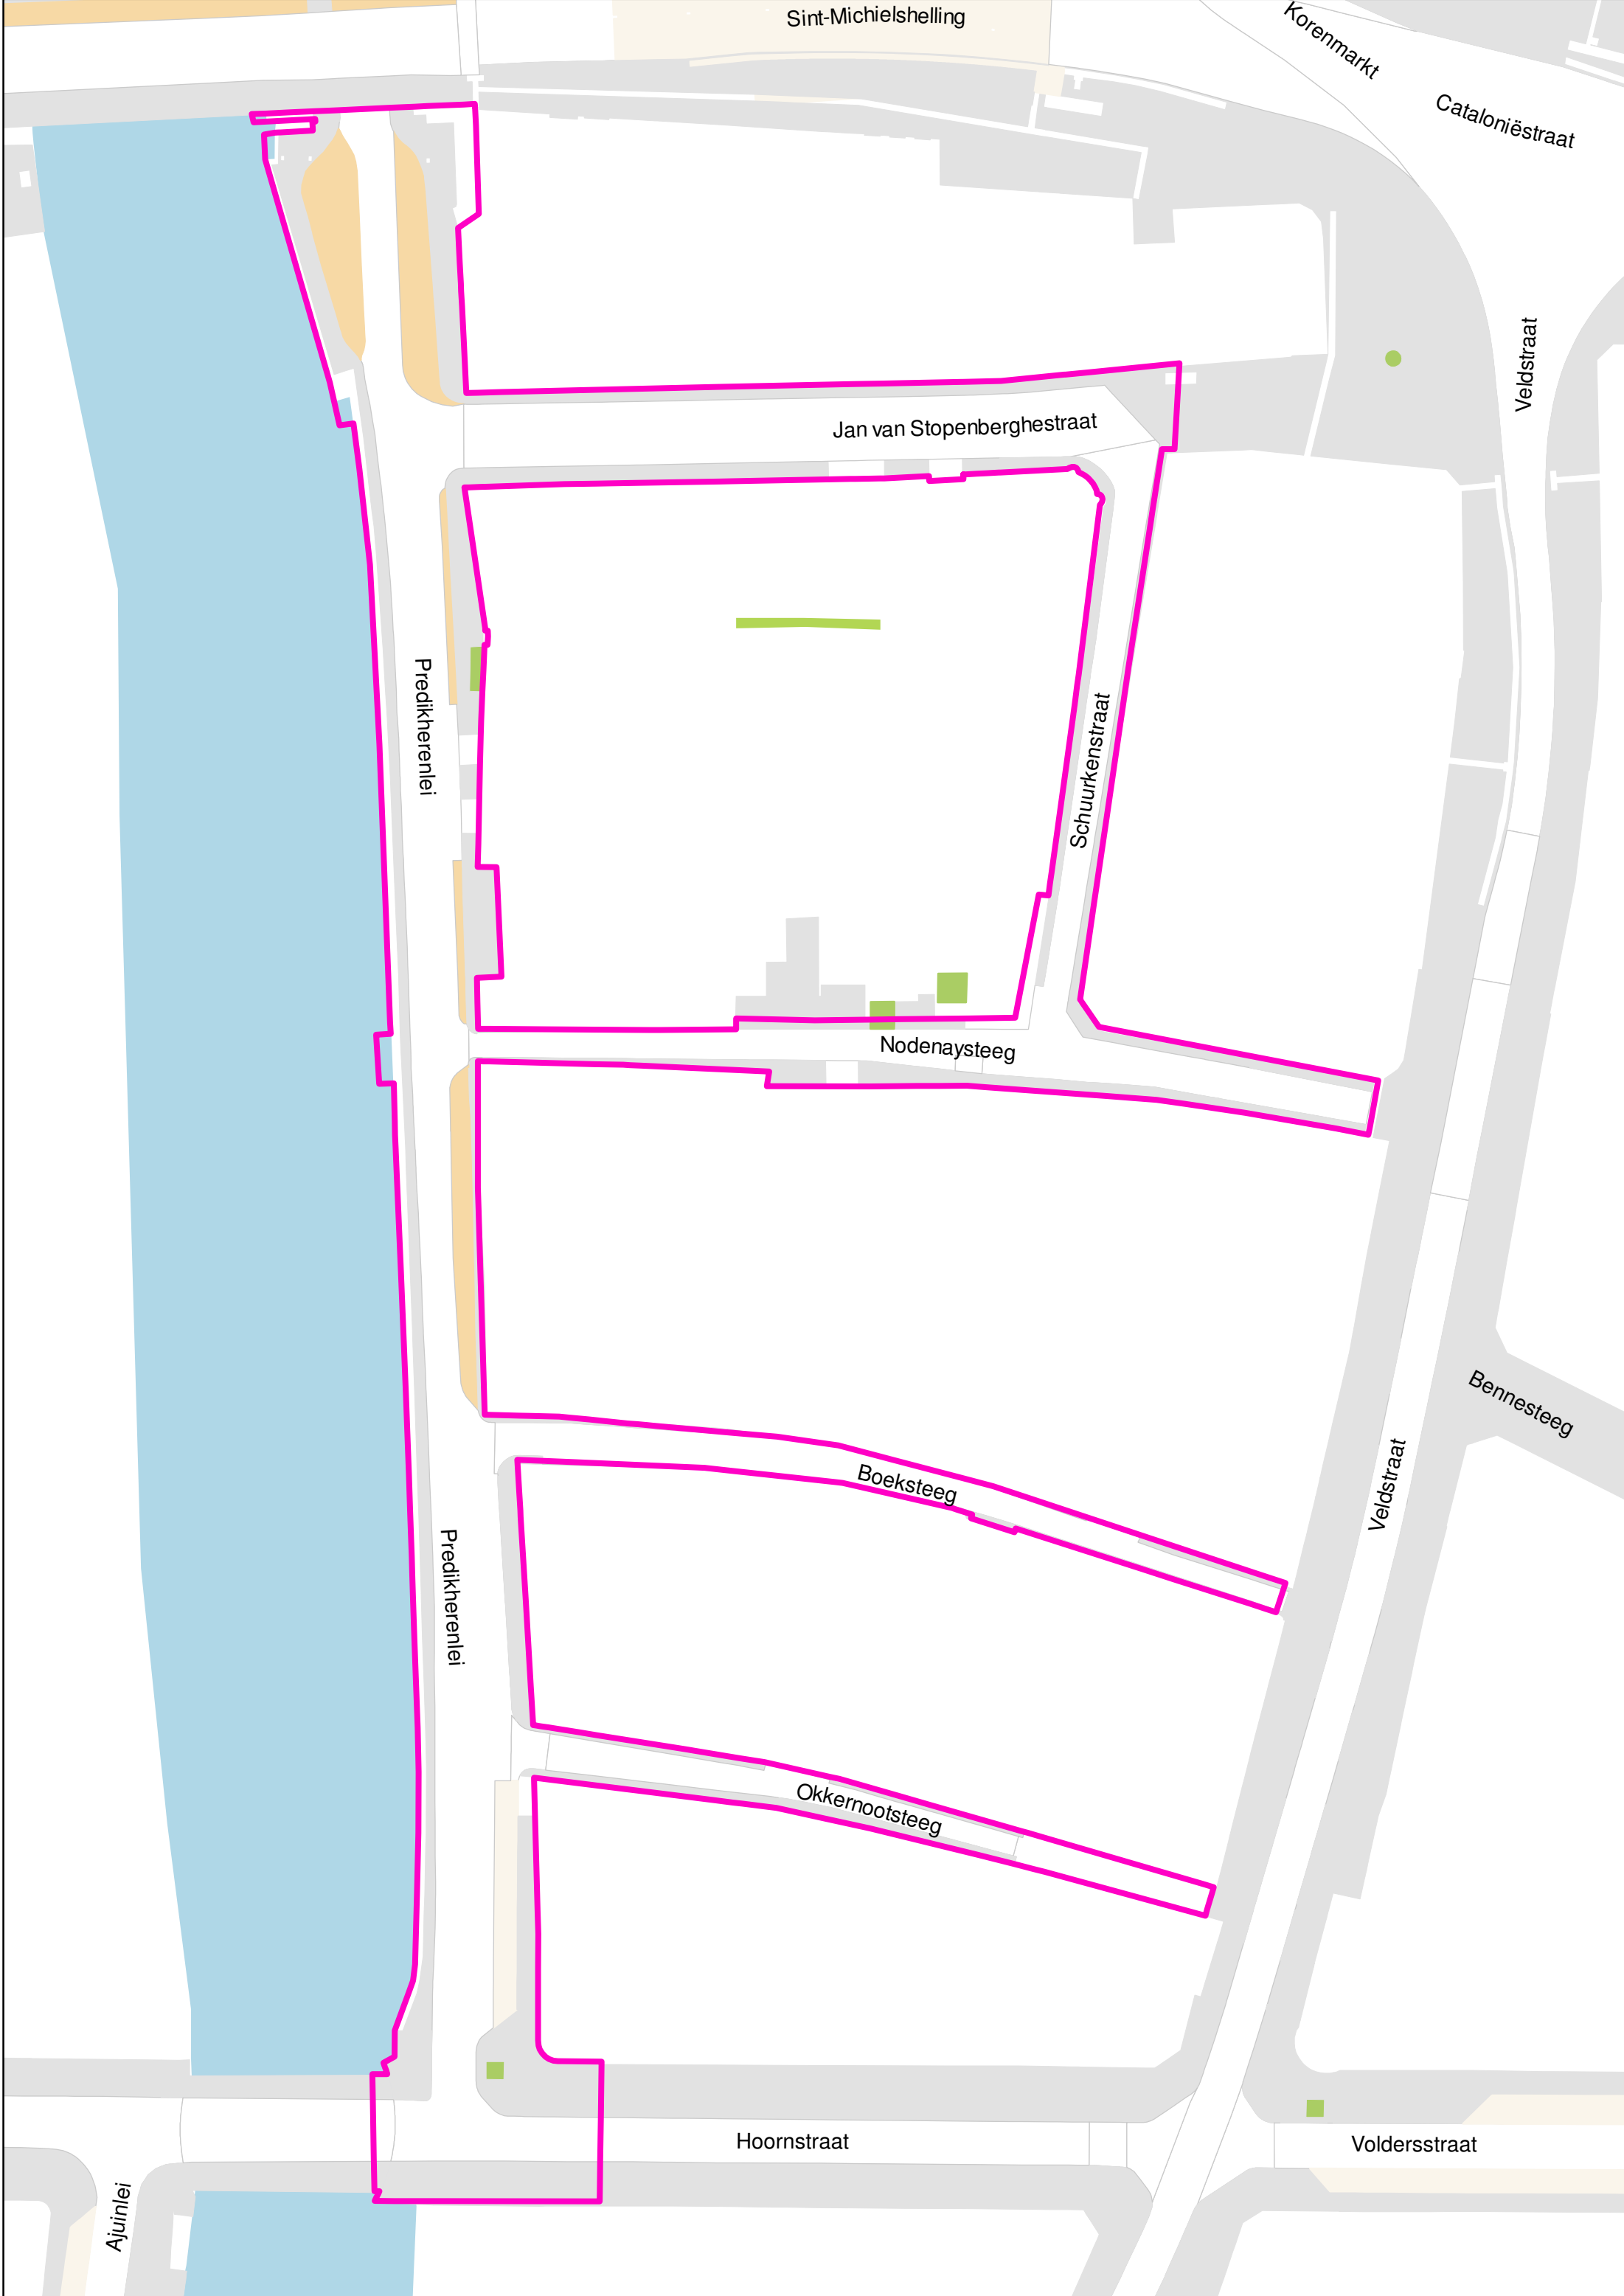 Sint-Michielshelling
Korenmarkt
Cataloniëstraat
Veldstraat
Jan van Stopenberghestraat
Predikherenlei
Schuurkenstraat
Nodenaysteeg
Bennesteeg
Veldstraat
Boeksteeg
Predikherenlei
Okkernootsteeg
Hoornstraat
Voldersstraat
Ajuinlei